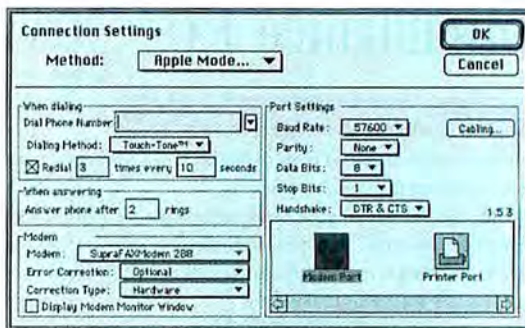 Connection Settings
OK
Method: Apple Mode...
Cancel
When dialing
Dial Phone Number
Dialing Method: Touch-Tone™
Redial 3 times every 10 seconds
When answering
Answer phone after 2 rings
Modem
Modem: SupraFAXModem 288
Error Correction: Optional
Correction Type: Hardware
Display Modem Monitor Window
Port Settings
Baud Rate: 57600
Cabling...
Parity: None
Data Bits: 8
Stop Bits: 1
Handshake: DTR & CTS
1.5.3
Modem Port
Printer Port